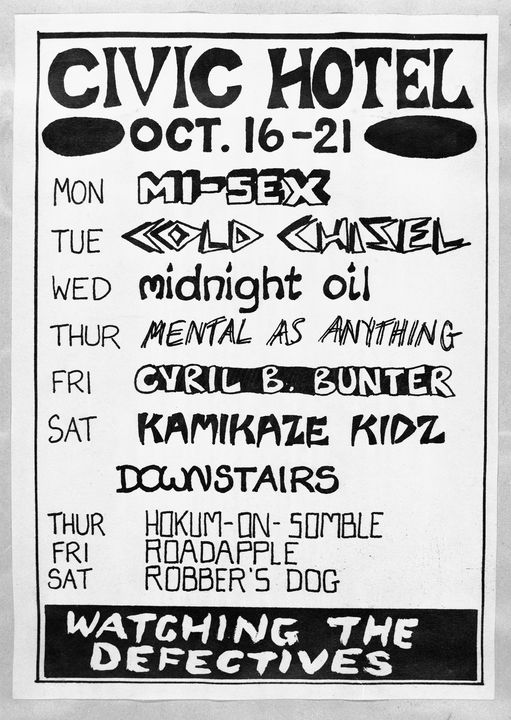 CIVIC HOTEL
OCT. 16-21
MON MI-SEX
TUE COLD CHISEL
WED midnight oil
THUR MENTAL AS ANYTHING
FRI CYRIL B. BUNTER
SAT KAMIKAZE KIDZ
DOWNSTAIRS
THUR HOKUM-ON-SOMBLE
FRI ROADAPPLE
SAT ROBBER'S DOG
WATCHING THE
DEFECTIVES